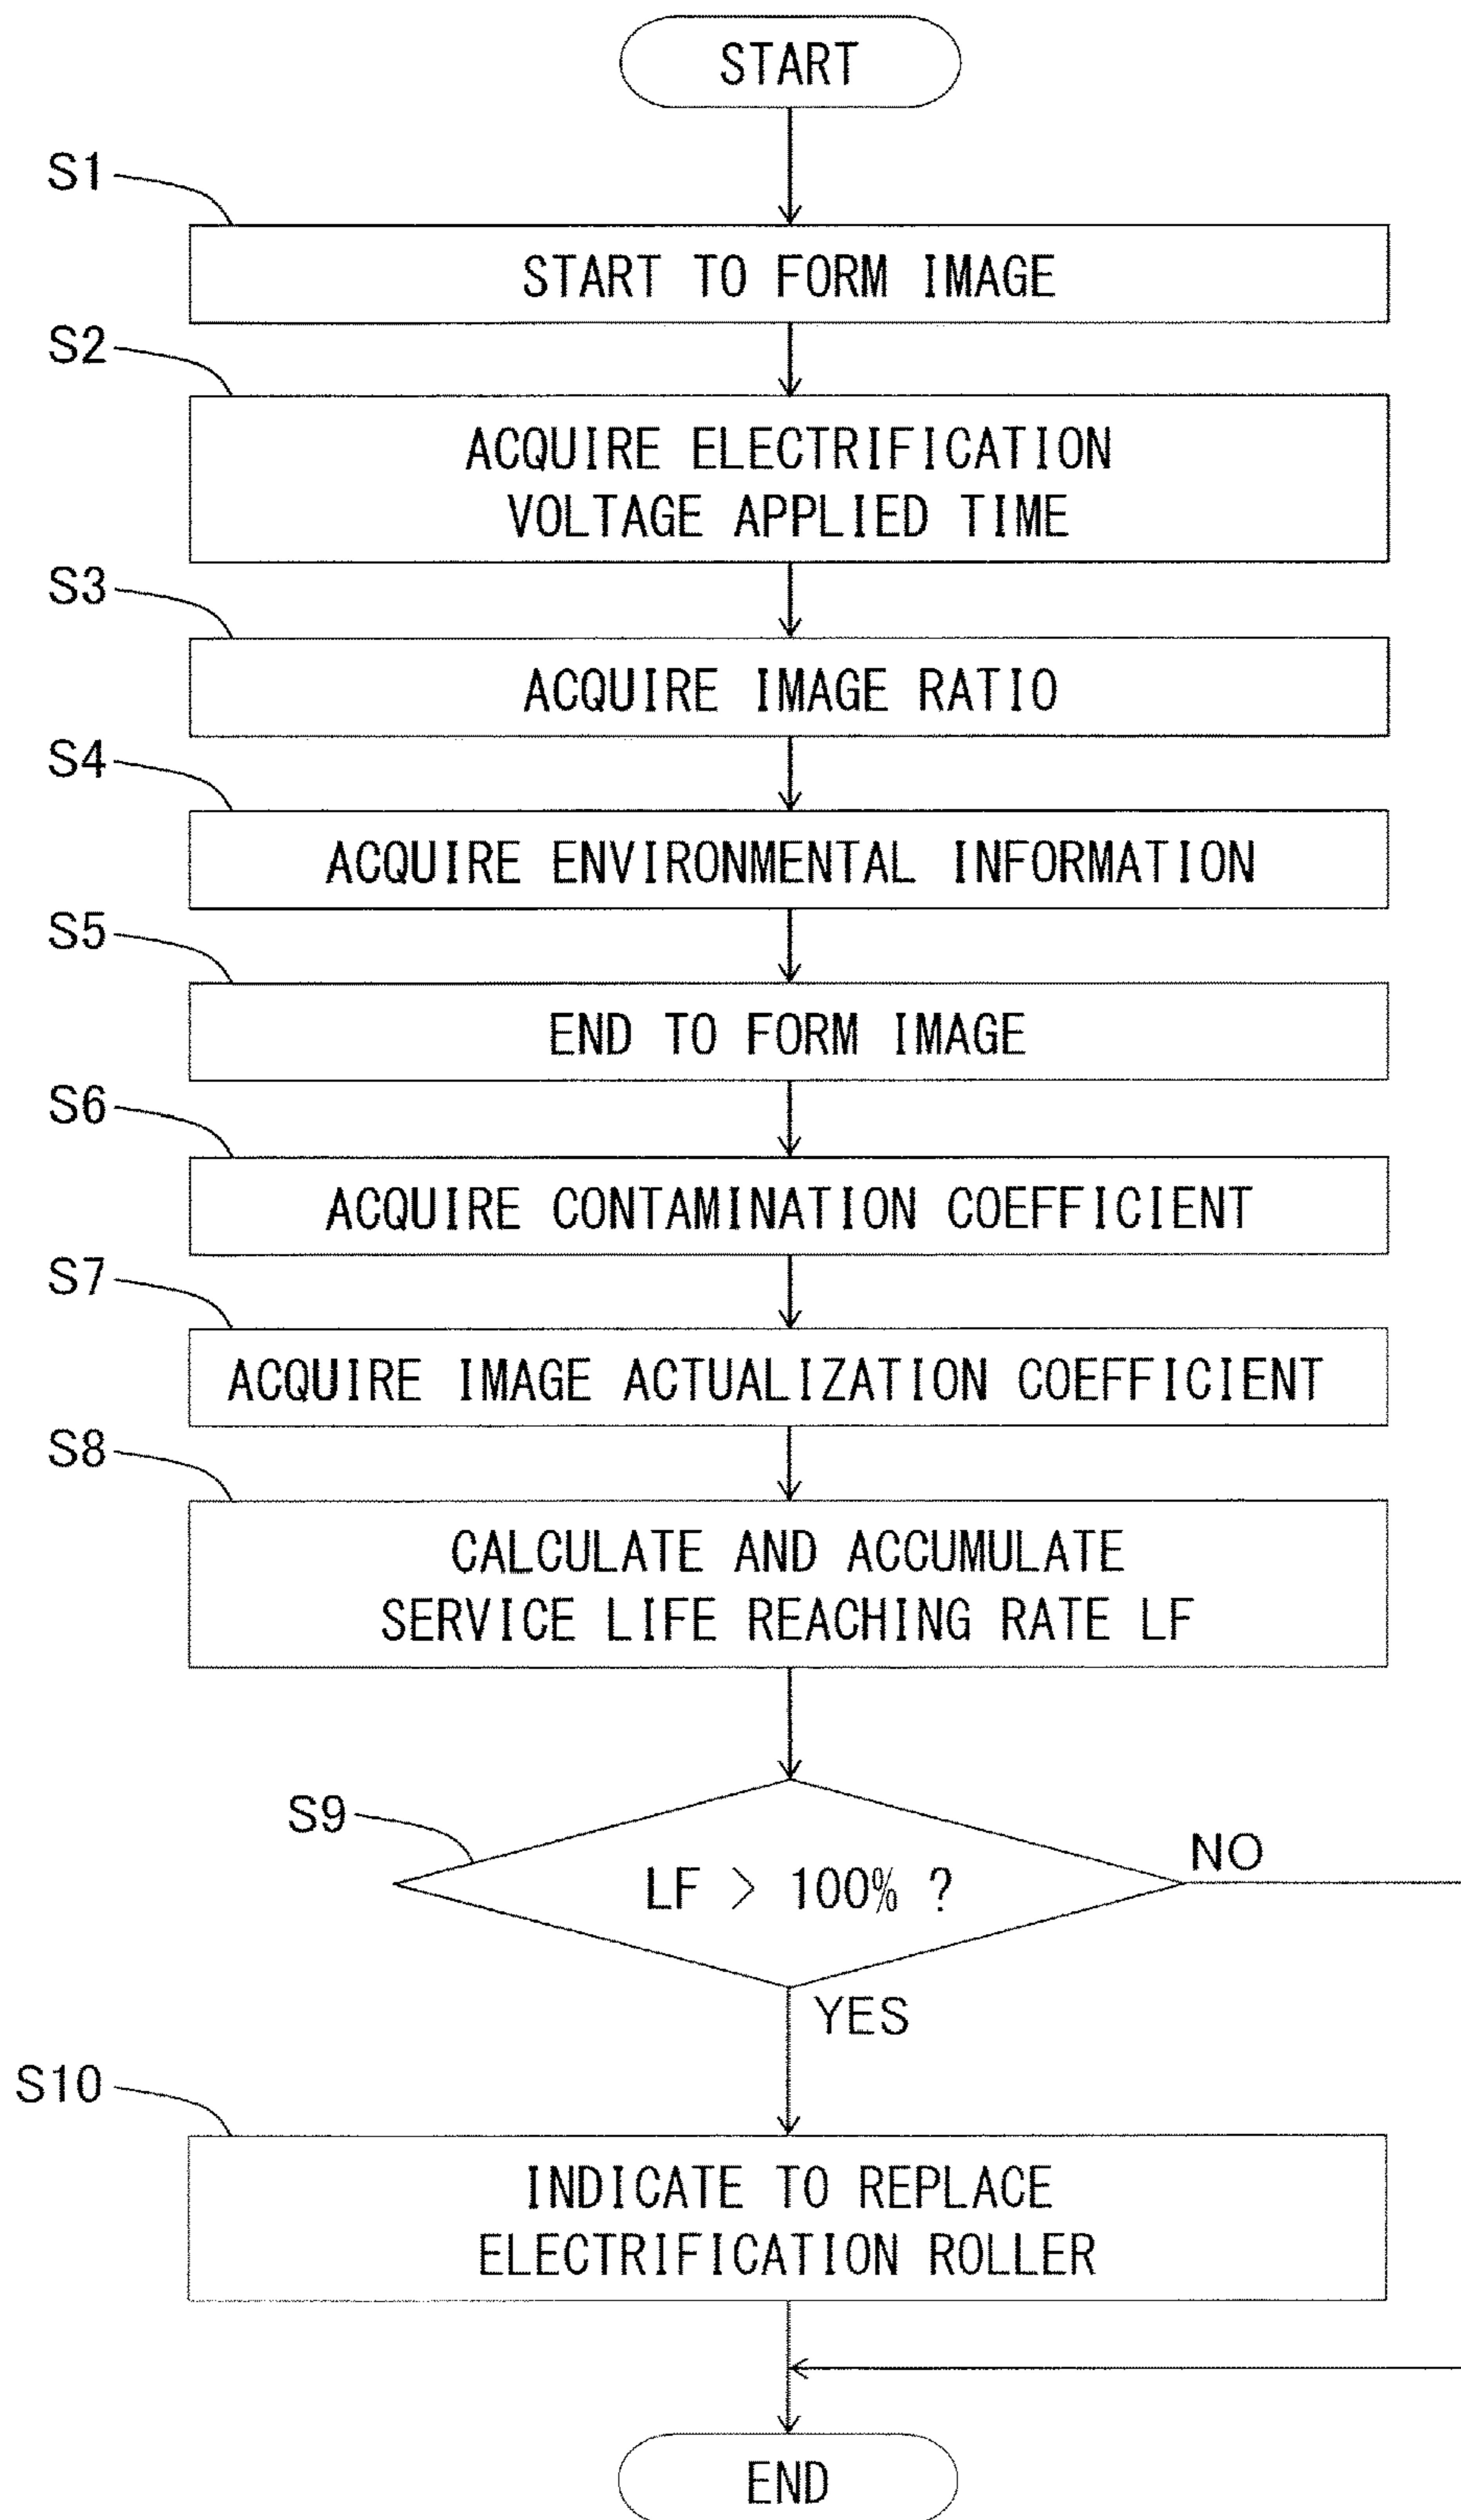 START
S1
START TO FORM IMAGE
S2
ACQUIRE ELECTRIFICATION
VOLTAGE APPLIED TIME
S3
ACQUIRE IMAGE RATIO
S4
ACQUIRE ENVIRONMENTAL INFORMATION
S5
END TO FORM IMAGE
S6
ACQUIRE CONTAMINATION COEFFICIENT
S7
ACQUIRE IMAGE ACTUALIZATION COEFFICIENT
S8
CALCULATE AND ACCUMULATE
SERVICE LIFE REACHING RATE LF
S9
LF > 100% ?
NO
YES
S10
INDICATE TO REPLACE
ELECTRIFICATION ROLLER
END